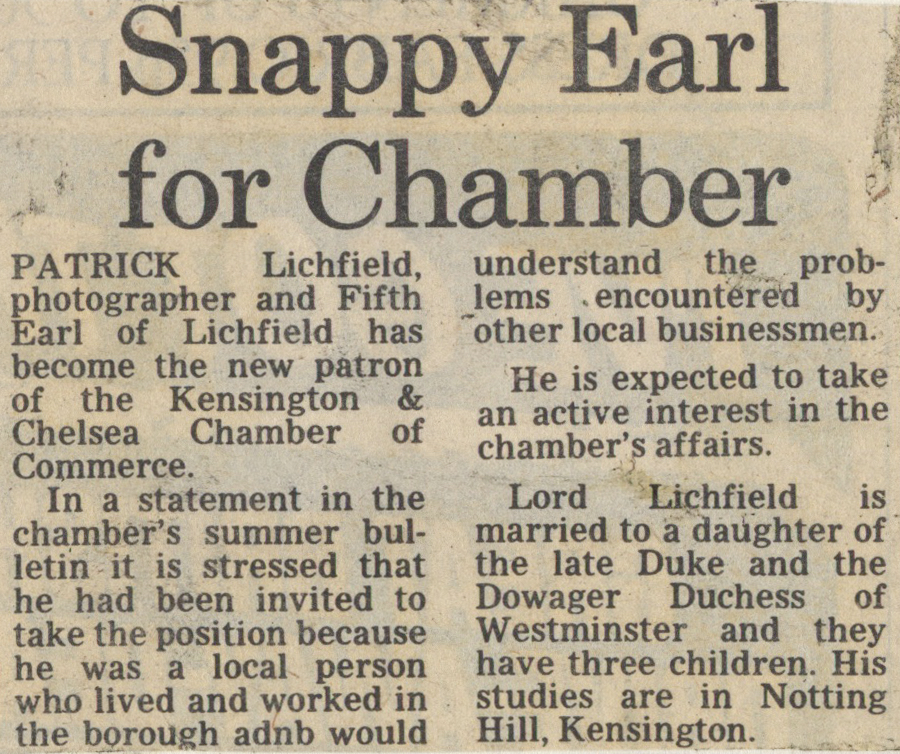 Snappy Earl
for Chamber
PATRICK Lichfield,
photographer and Fifth
Earl of Lichfield has
become the new patron
of the Kensington &
Chelsea Chamber of
Commerce.
In a statement in the
chamber's summer bul-
letin it is stressed that
he had been invited to
take the position because
he was a local person
who lived and worked in
the borough adnb would
understand the prob-
lems encountered by
other local businessmen.
He is expected to take
an active interest in the
chamber's affairs.
Lord Lichfield is
married to a daughter of
the late Duke and the
Dowager Duchess of
Westminster and they
have three children. His
studies are in Notting
Hill, Kensington.